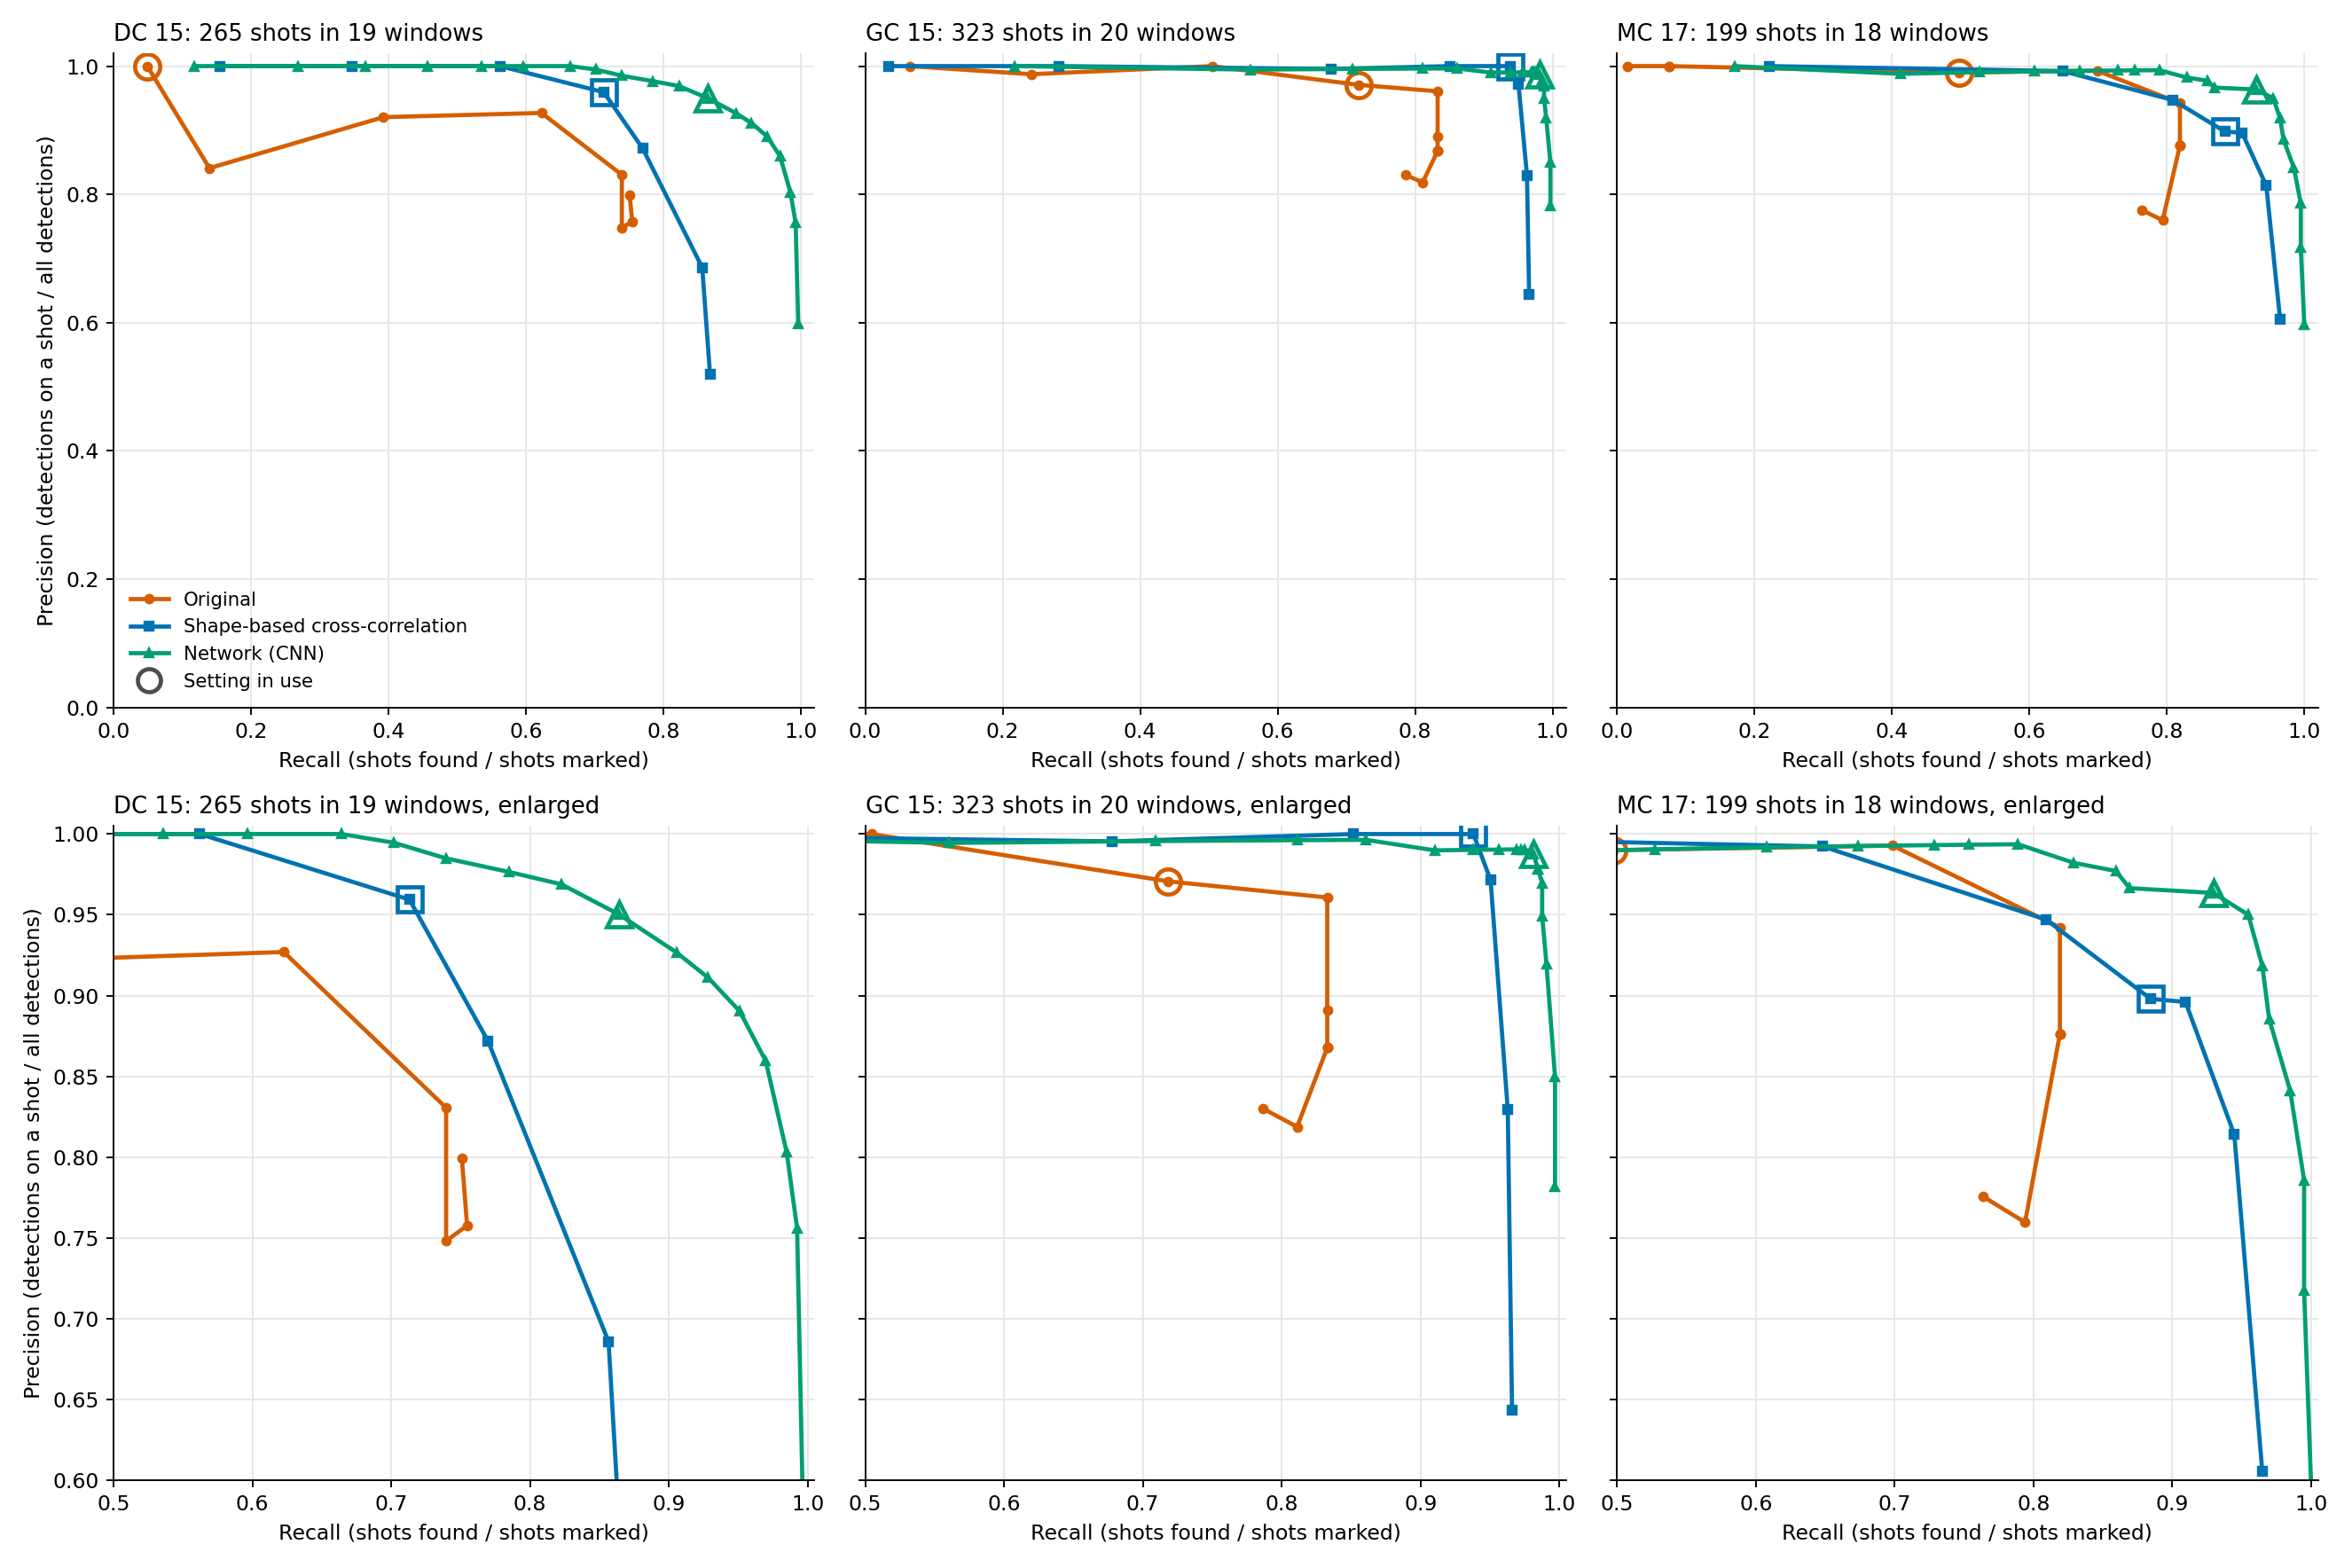 DC 15: 265 shots in 19 windows
GC 15: 323 shots in 20 windows
MC 17: 199 shots in 18 windows
Precision (detections on a shot / all detections)
1.0
0.8
0.6
0.4
0.2
0.0
Original
Shape-based cross-correlation
Network (CNN)
Setting in use
0.0 0.2 0.4 0.6 0.8 1.0
0.0 0.2 0.4 0.6 0.8 1.0
0.0 0.2 0.4 0.6 0.8 1.0
Recall (shots found / shots marked)
Recall (shots found / shots marked)
Recall (shots found / shots marked)
DC 15: 265 shots in 19 windows, enlarged
GC 15: 323 shots in 20 windows, enlarged
MC 17: 199 shots in 18 windows, enlarged
Precision (detections on a shot / all detections)
1.00
0.95
0.90
0.85
0.80
0.75
0.70
0.65
0.60
0.5 0.6 0.7 0.8 0.9 1.0
0.5 0.6 0.7 0.8 0.9 1.0
0.5 0.6 0.7 0.8 0.9 1.0
Recall (shots found / shots marked)
Recall (shots found / shots marked)
Recall (shots found / shots marked)